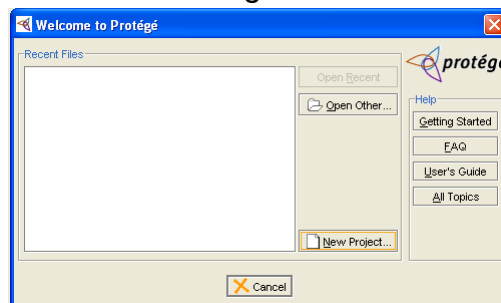 Welcome to Protégé
Recent Files
Open Recent
Open Other...
New Project...
protégé
Help
Getting Started
FAQ
User's Guide
All Topics
Cancel